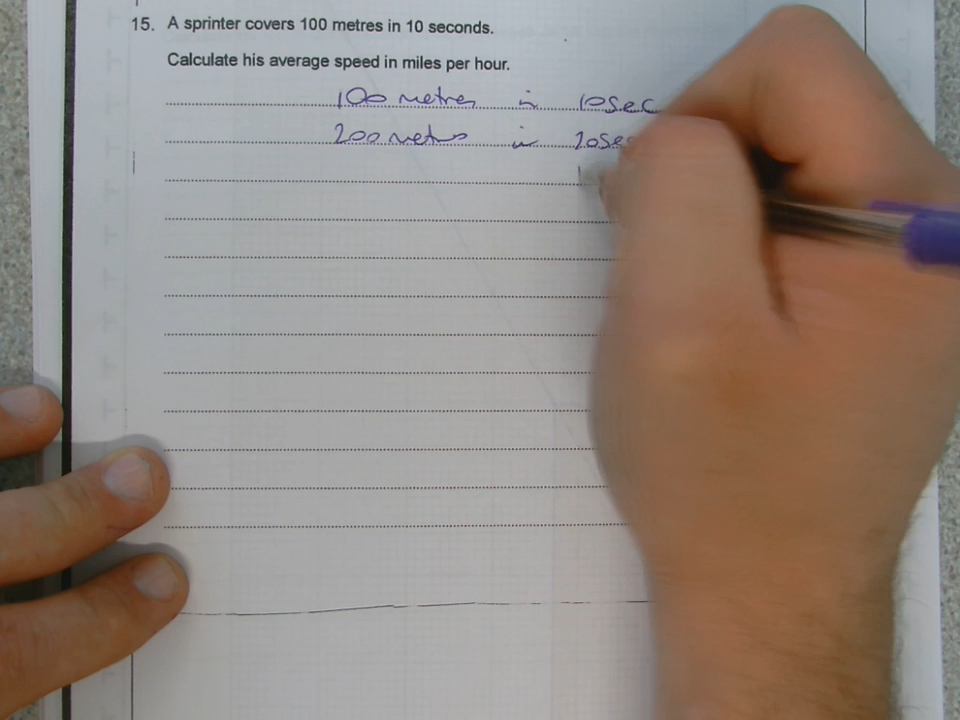 15. A sprinter covers 100 metres in 10 seconds.
Calculate his average speed in miles per hour.
100 metres in 10sec
200 metres in 20sec